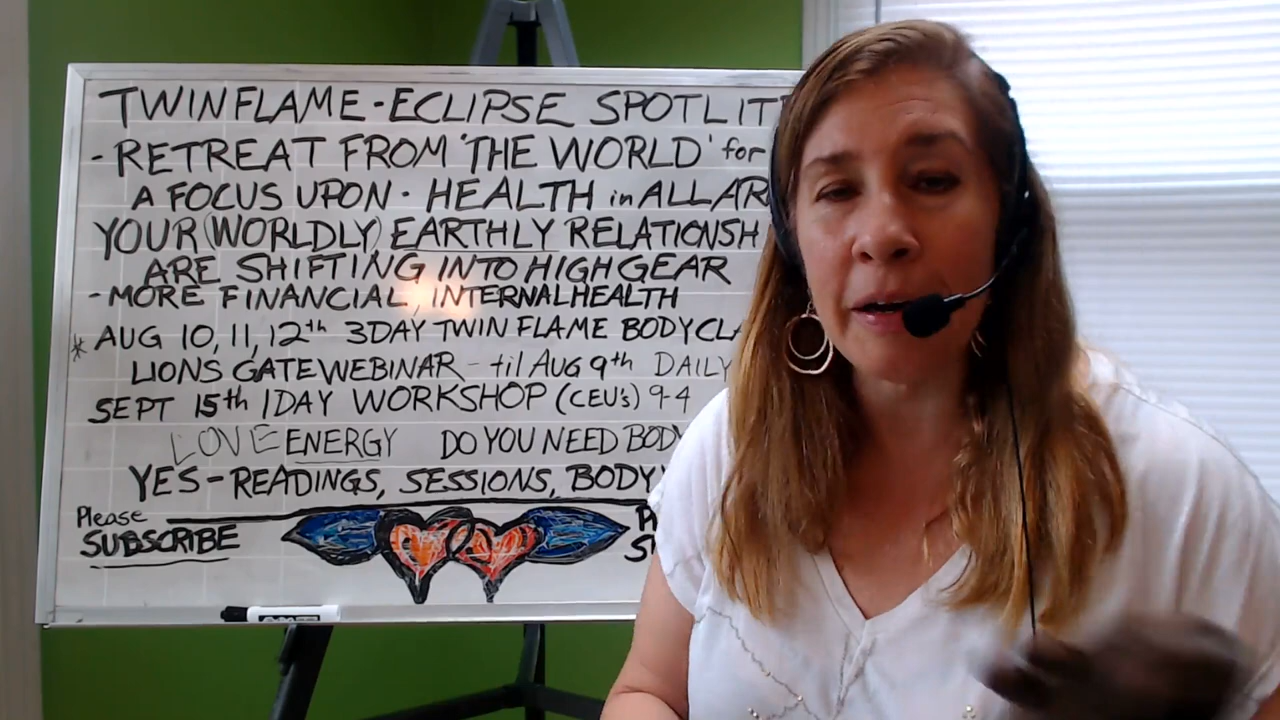 TWINFLAME - ECLIPSE SPOTLIT
- RETREAT FROM 'THE WORLD' for
A FOCUS UPON - HEALTH in ALL AR
YOUR (WORLDLY) EARTHLY RELATIONSH
ARE SHIFTING INTO HIGH GEAR
- MORE FINANCIAL, INTERNAL HEALTH
* AUG 10, 11, 12th 3DAY TWIN FLAME BODY CLA
LIONS GATE WEBINAR - til AUG 9th DAILY
SEPT 15th 1DAY WORKSHOP (CEU's) 9-4
LOVE ENERGY DO YOU NEED BODY
YES - READINGS, SESSIONS, BODY
Please
SUBSCRIBE